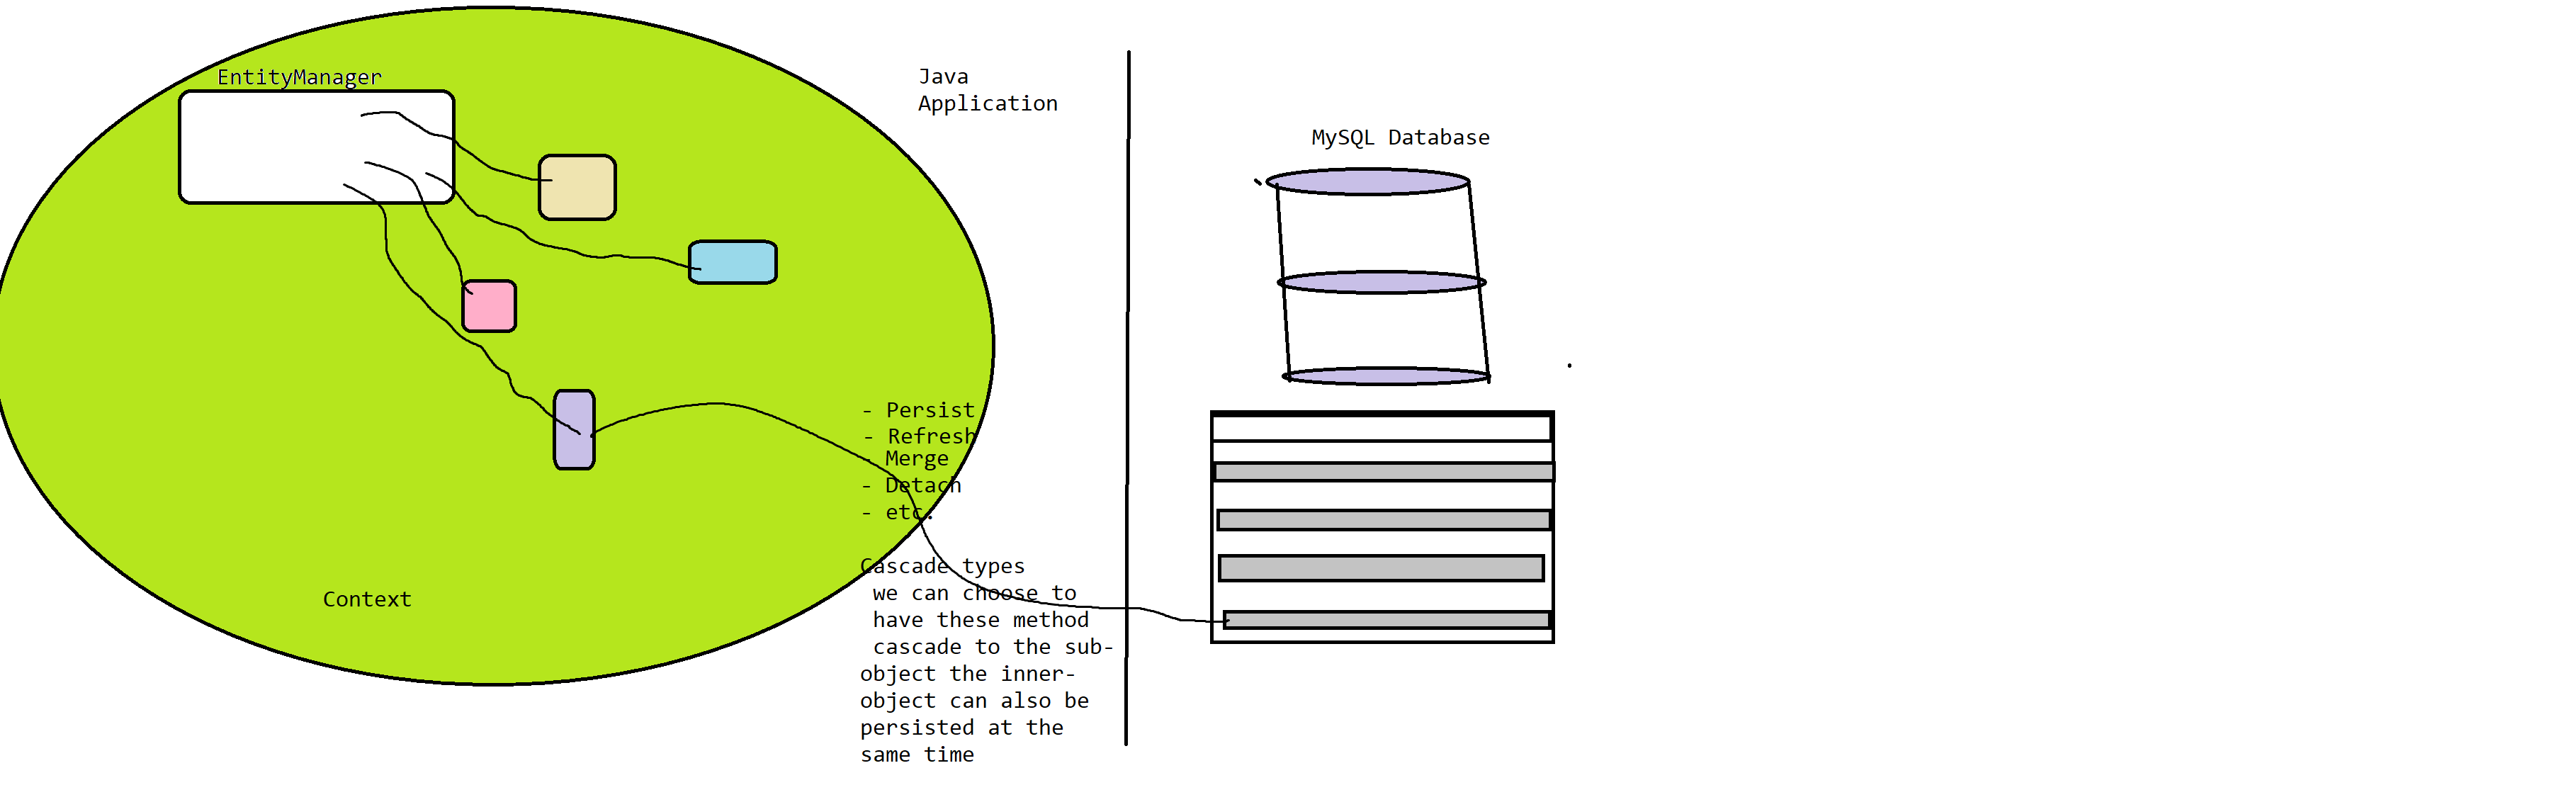 EntityManager
Java
Application
MySQL Database
- Persist
- Refresh
- Merge
- Detach
- etc.
Cascade types
we can choose to
have these method
cascade to the sub-
object the inner-
object can also be
persisted at the
same time
Context